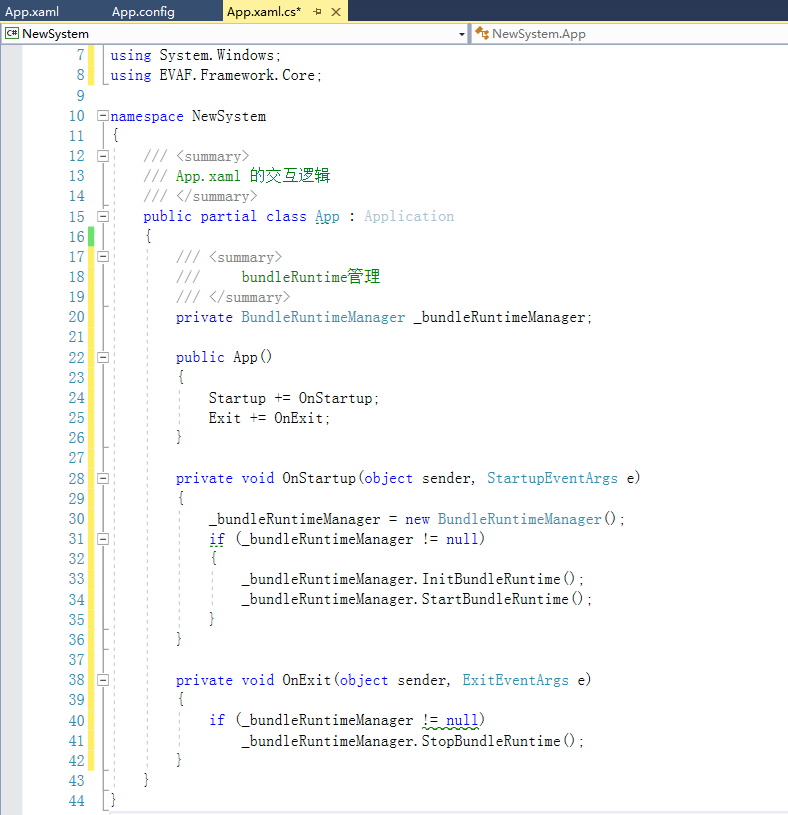 App.xaml App.config App.xaml.cs*
C# NewSystem NewSystem.App
7 using System.Windows;
8 using EVAF.Framework.Core;
9
10 namespace NewSystem
11 {
12 /// <summary>
13 /// App.xaml 的交互逻辑
14 /// </summary>
15 public partial class App : Application
16 {
17 /// <summary>
18 /// bundleRuntime管理
19 /// </summary>
20 private BundleRuntimeManager _bundleRuntimeManager;
21
22 public App()
23 {
24 Startup += OnStartup;
25 Exit += OnExit;
26 }
27
28 private void OnStartup(object sender, StartupEventArgs e)
29 {
30 _bundleRuntimeManager = new BundleRuntimeManager();
31 if (_bundleRuntimeManager != null)
32 {
33 _bundleRuntimeManager.InitBundleRuntime();
34 _bundleRuntimeManager.StartBundleRuntime();
35 }
36 }
37
38 private void OnExit(object sender, ExitEventArgs e)
39 {
40 if (_bundleRuntimeManager != null)
41 _bundleRuntimeManager.StopBundleRuntime();
42 }
43 }
44 }